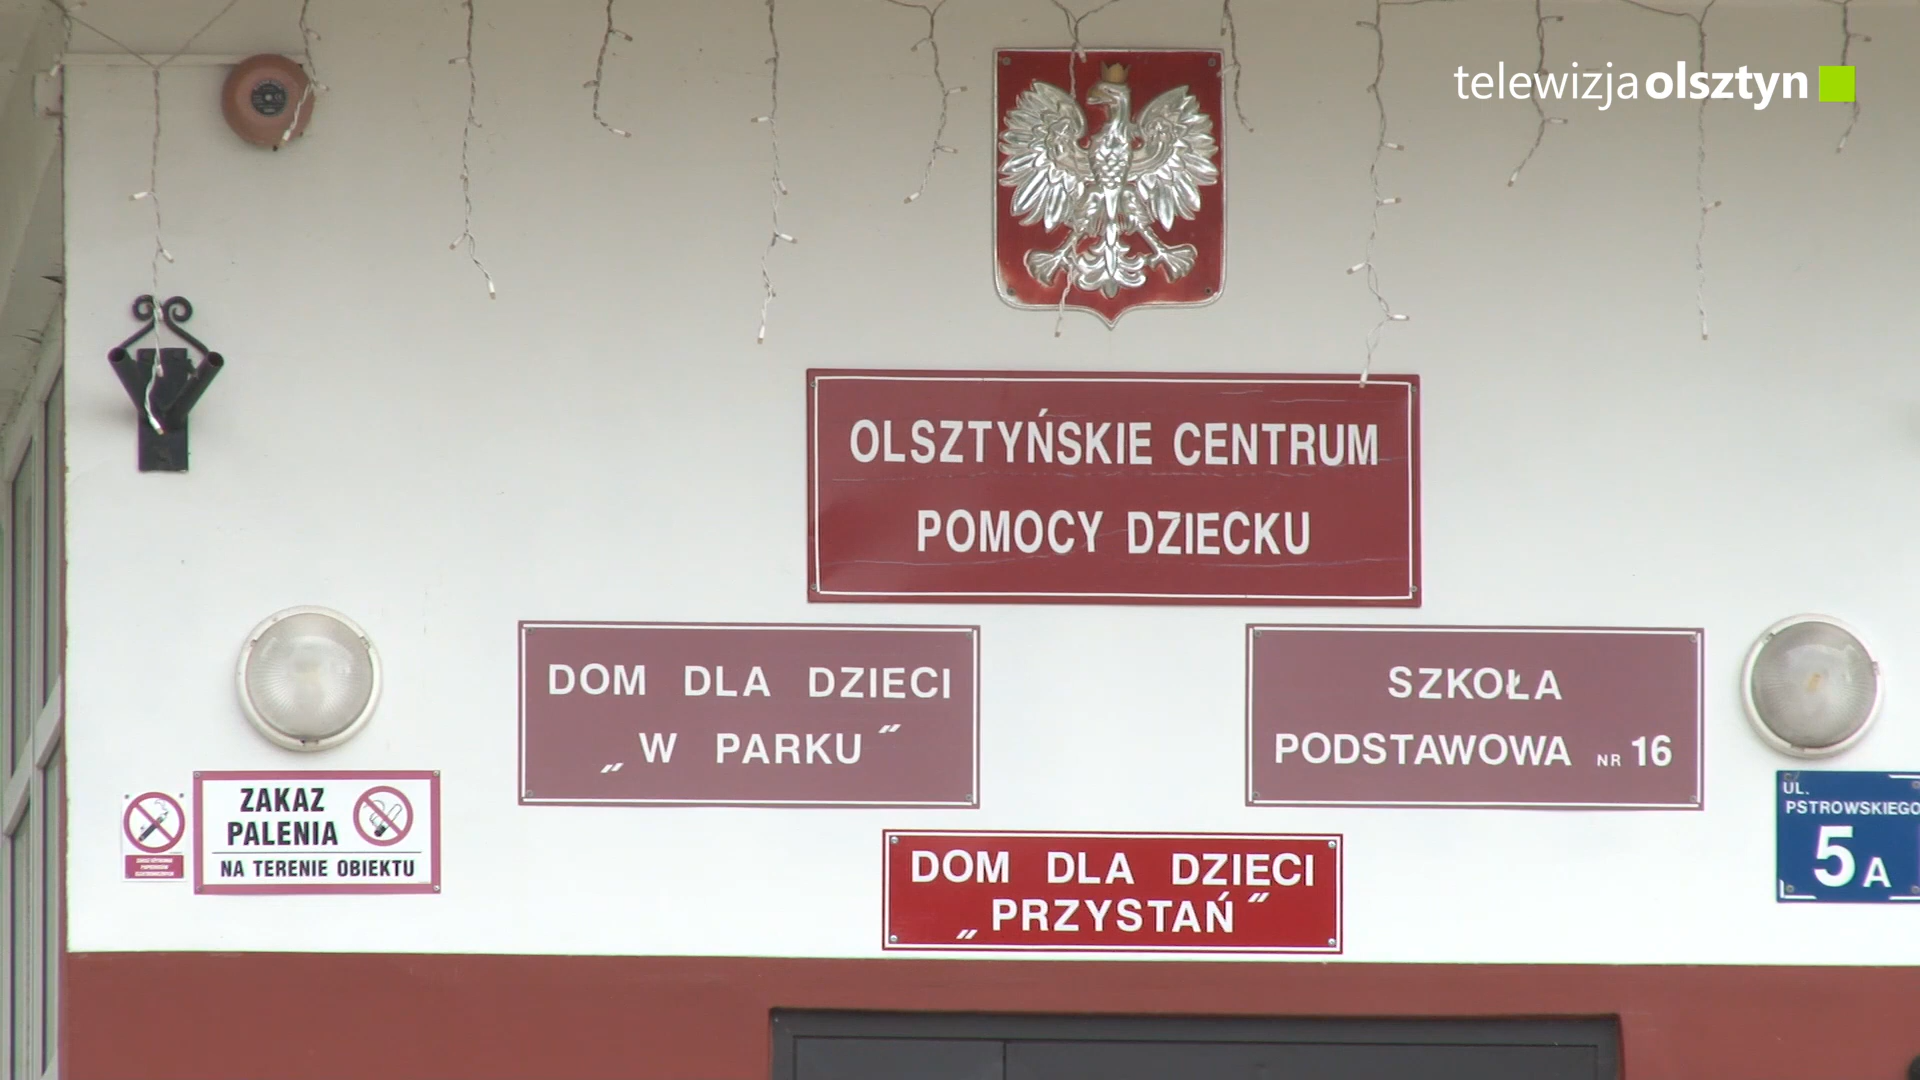 telewizjaolsztyn
OLSZTYŃSKIE CENTRUM
POMOCY DZIECKU
DOM DLA DZIECI
„W PARKU”
SZKOŁA
PODSTAWOWA NR 16
ZAKAZ
PALENIA
NA TERENIE OBIEKTU
DOM DLA DZIECI
„PRZYSTAŃ”
UL.
PSTROWSKIEGO
5A